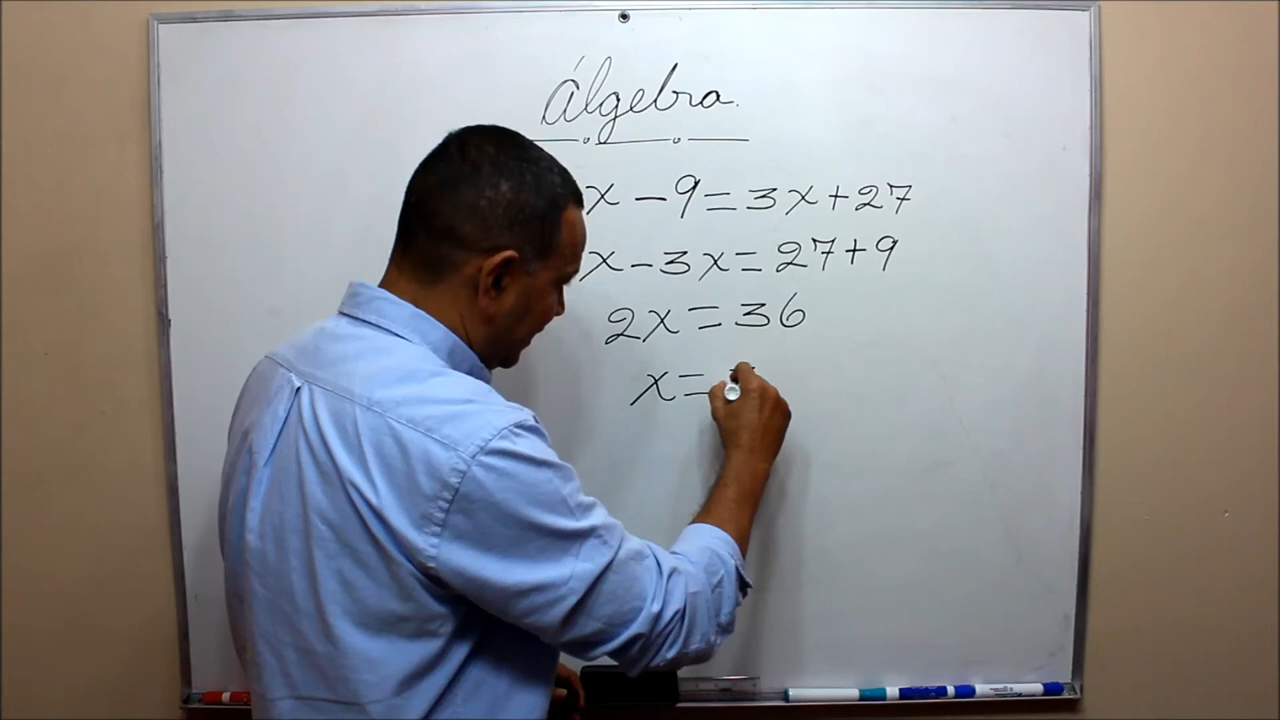 Álgebra.
x - 9 = 3x + 27
x - 3x = 27 + 9
2x = 36
x =